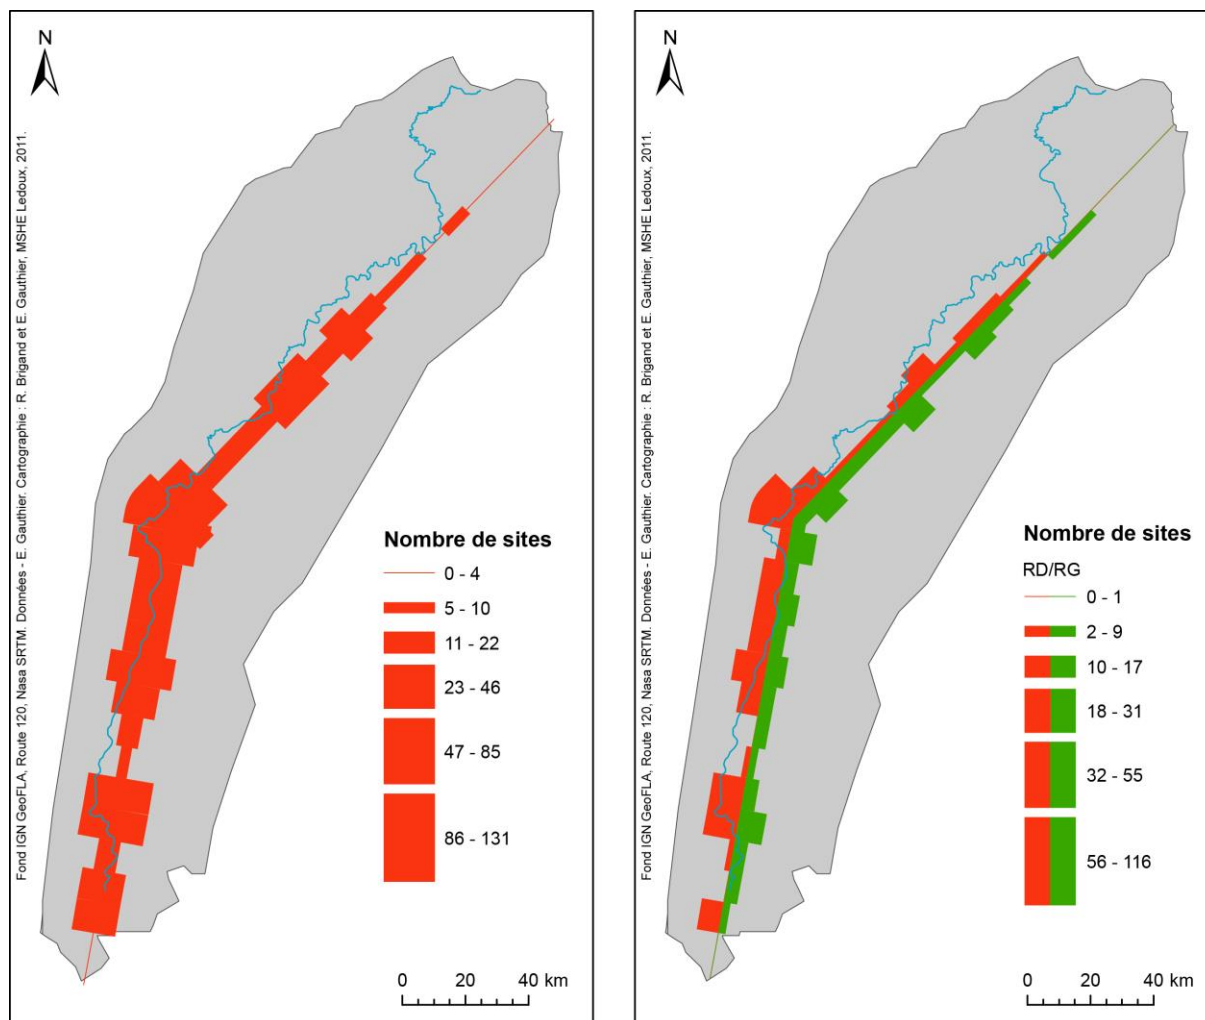 N
Fond IGN GeoFLA, Route 120, Nasa SRTM. Données - E. Gauthier. Cartographie : R. Brigand et E. Gauthier, MSHE Ledoux, 2011.
Nombre de sites
0 - 4
5 - 10
11 - 22
23 - 46
47 - 85
86 - 131
0 20 40 km
N
Fond IGN GeoFLA, Route 120, Nasa SRTM. Données - E. Gauthier. Cartographie : R. Brigand et E. Gauthier, MSHE Ledoux, 2011.
Nombre de sites
RD/RG
0 - 1
2 - 9
10 - 17
18 - 31
32 - 55
56 - 116
0 20 40 km